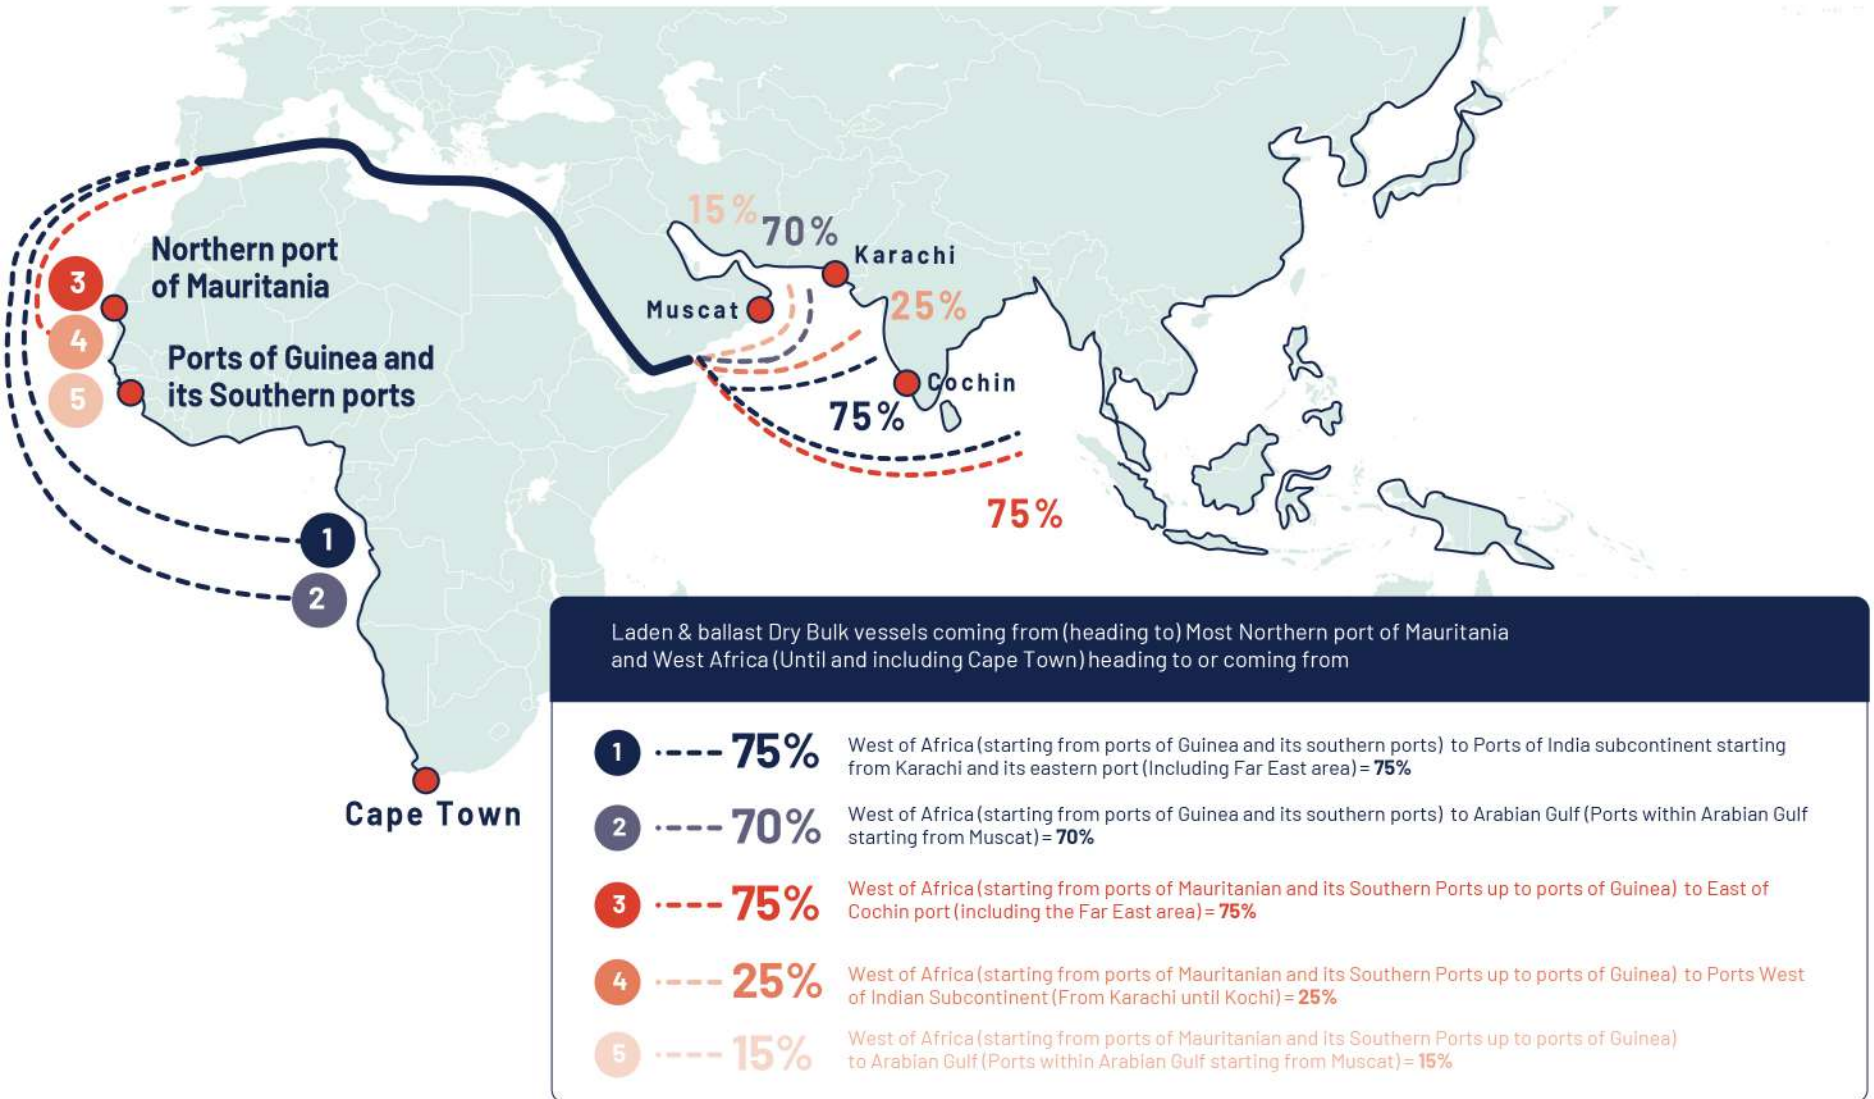 15%
70%
Karachi
Northern port
of Mauritania
3
Muscat
25%
4
Ports of Guinea and
its Southern ports
5
Cochin
75%
75%
1
2
Cape Town
Laden & ballast Dry Bulk vessels coming from (heading to) Most Northern port of Mauritania
and West Africa (Until and including Cape Town) heading to or coming from
1 75% West of Africa (starting from ports of Guinea and its southern ports) to Ports of India subcontinent starting
from Karachi and its eastern port (Including Far East area) = 75%
2 70% West of Africa (starting from ports of Guinea and its southern ports) to Arabian Gulf (Ports within Arabian Gulf
starting from Muscat) = 70%
3 75% West of Africa (starting from ports of Mauritanian and its Southern Ports up to ports of Guinea) to East of
Cochin port (including the Far East area) = 75%
4 25% West of Africa (starting from ports of Mauritanian and its Southern Ports up to ports of Guinea) to Ports West
of Indian Subcontinent (From Karachi until Kochi) = 25%
5 15% West of Africa (starting from ports of Mauritanian and its Southern Ports up to ports of Guinea)
to Arabian Gulf (Ports within Arabian Gulf starting from Muscat) = 15%